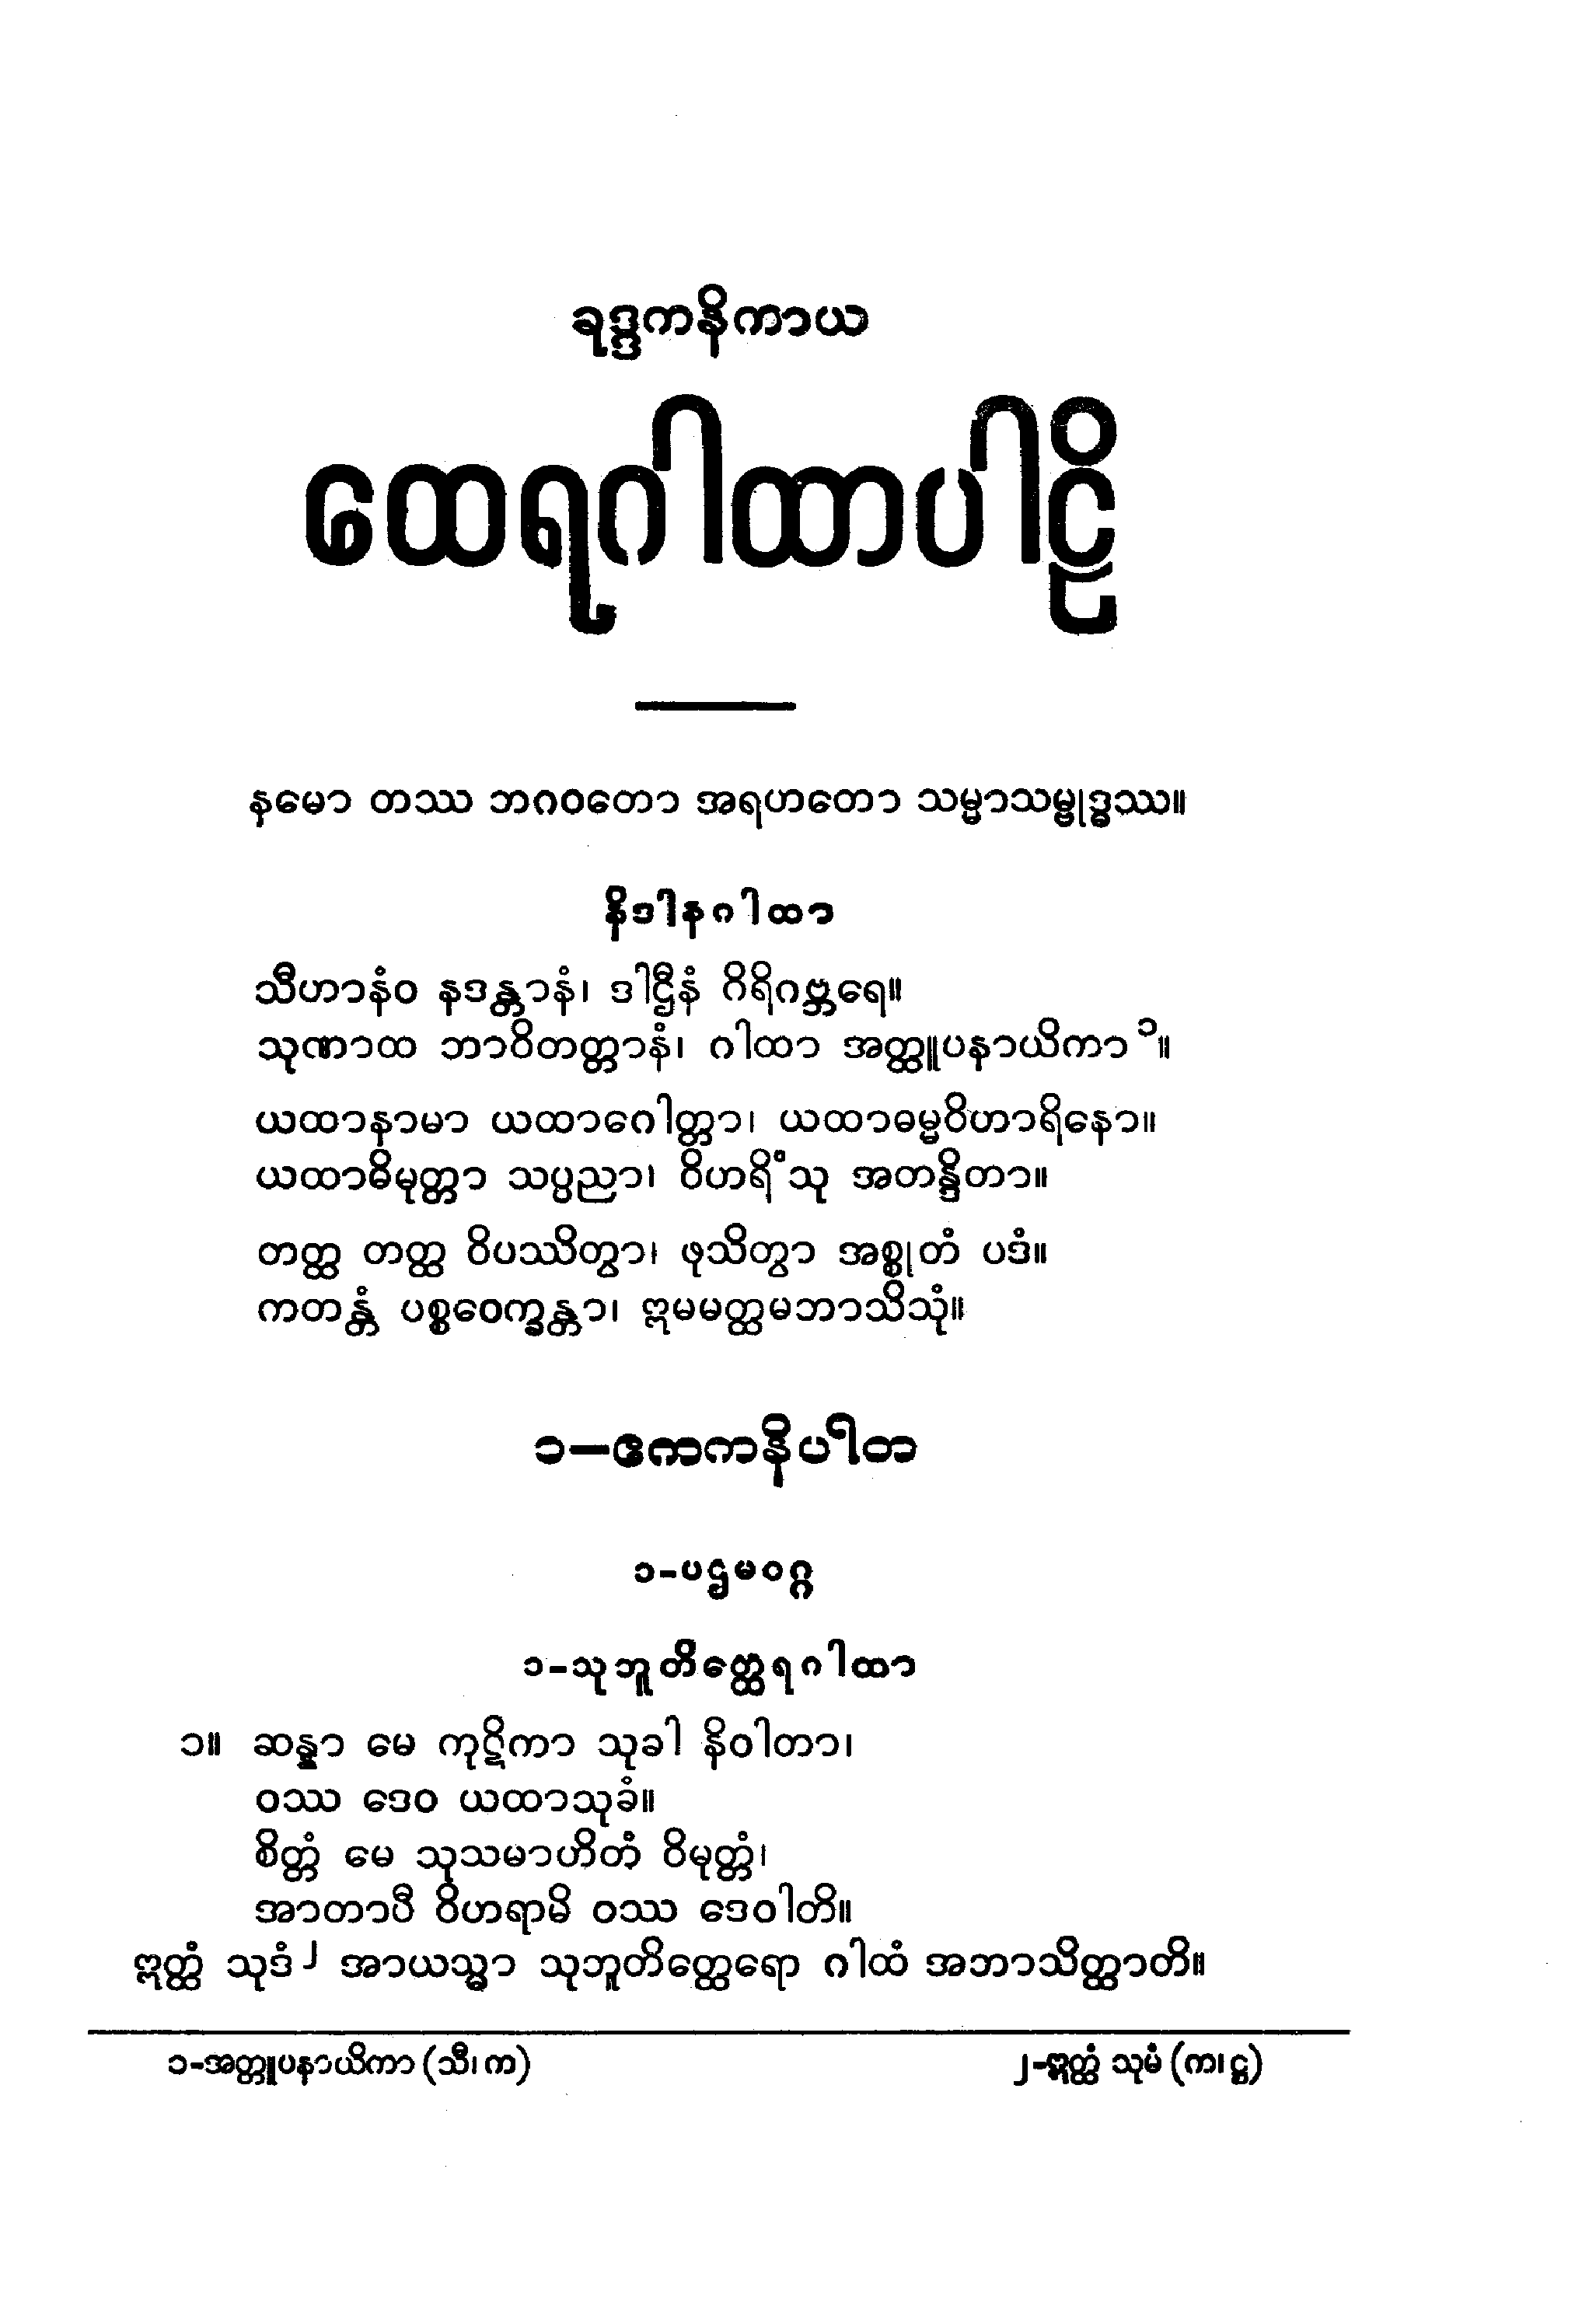 ခုဒ္ဒကနိကာယ
ထေရဂါထာပါဠိ
နမော တဿ ဘဂဝတော အရဟတော သမ္မာသမ္ဗုဒ္ဓဿ။
နိဒါနဂါထာ
သီဟာနံဝ နဒန္တာနံ၊ ဒါဌီနံ ဂိရိဂဗ္ဘရေ။
သုဏာထ ဘာဝိတတ္တာနံ၊ ဂါထာ အတ္ထူပနာယိကာ ၁။
ယထာနာမာ ယထာဂေါတ္တာ၊ ယထာဓမ္မဝိဟာရိနော။
ယထာဓိမုတ္တာ သပ္ပညာ၊ ဝိဟရိံသု အတန္ဒိတာ။
တတ္ထ တတ္ထ ဝိပဿိတွာ၊ ဖုသိတွာ အစ္စုတံ ပဒံ။
ကတန္တံ ပစ္စဝေက္ခန္တာ၊ ဣမမတ္ထမဘာသိသုံ။
၁–ဧကကနိပါတ
၁-ပဌမဝဂ္ဂ
၁-သုဘူတိတ္ထေရဂါထာ
၁။ ဆန္နာ မေ ကုဋိကာ သုခါ နိဝါတာ၊
ဝဿ ဒေဝ ယထာသုခံ။
စိတ္တံ မေ သုသမာဟိတံ ဝိမုတ္တံ၊
အာတာပီ ဝိဟရာမိ ဝဿ ဒေဝါတိ။
ဣတ္ထံ သုဒံ ၂ အာယသ္မာ သုဘူတိတ္ထေရော ဂါထံ အဘာသိတ္ထာတိ။
၁-အတ္တူပနာယိကာ (သီ၊ က)
၂-ဣတ္ထံ သုမံ (က၊ ဋ္ဌ)